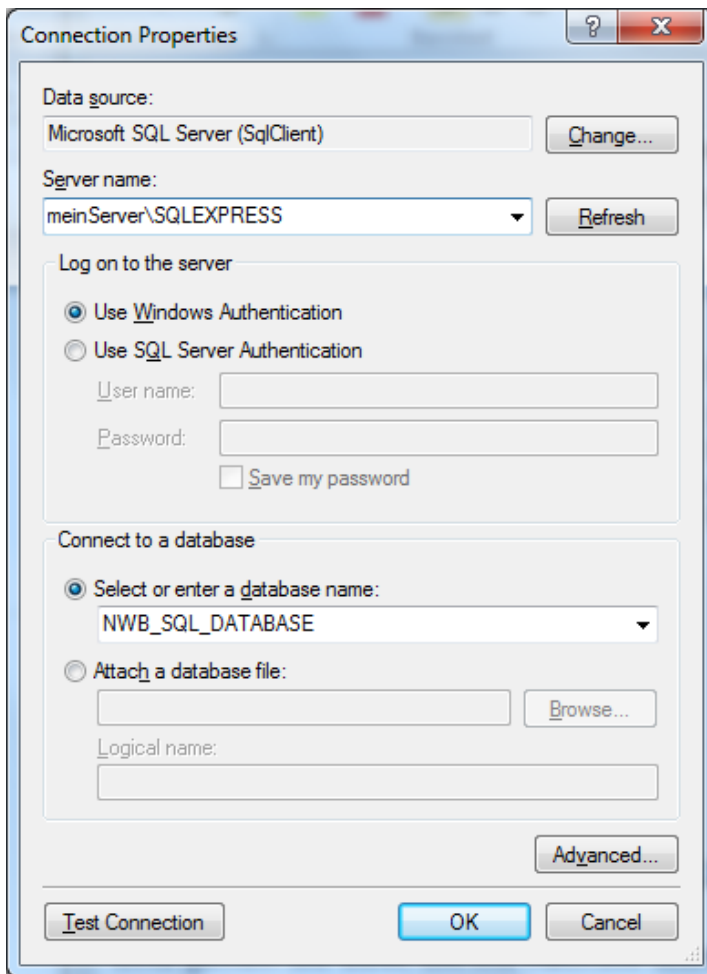 Connection Properties
Data source:
Microsoft SQL Server (SqlClient)
Change...
Server name:
meinServer\SQLEXPRESS
Refresh
Log on to the server
Use Windows Authentication
Use SQL Server Authentication
User name:
Password:
Save my password
Connect to a database
Select or enter a database name:
NWB_SQL_DATABASE
Attach a database file:
Browse...
Logical name:
Advanced...
Test Connection
OK
Cancel